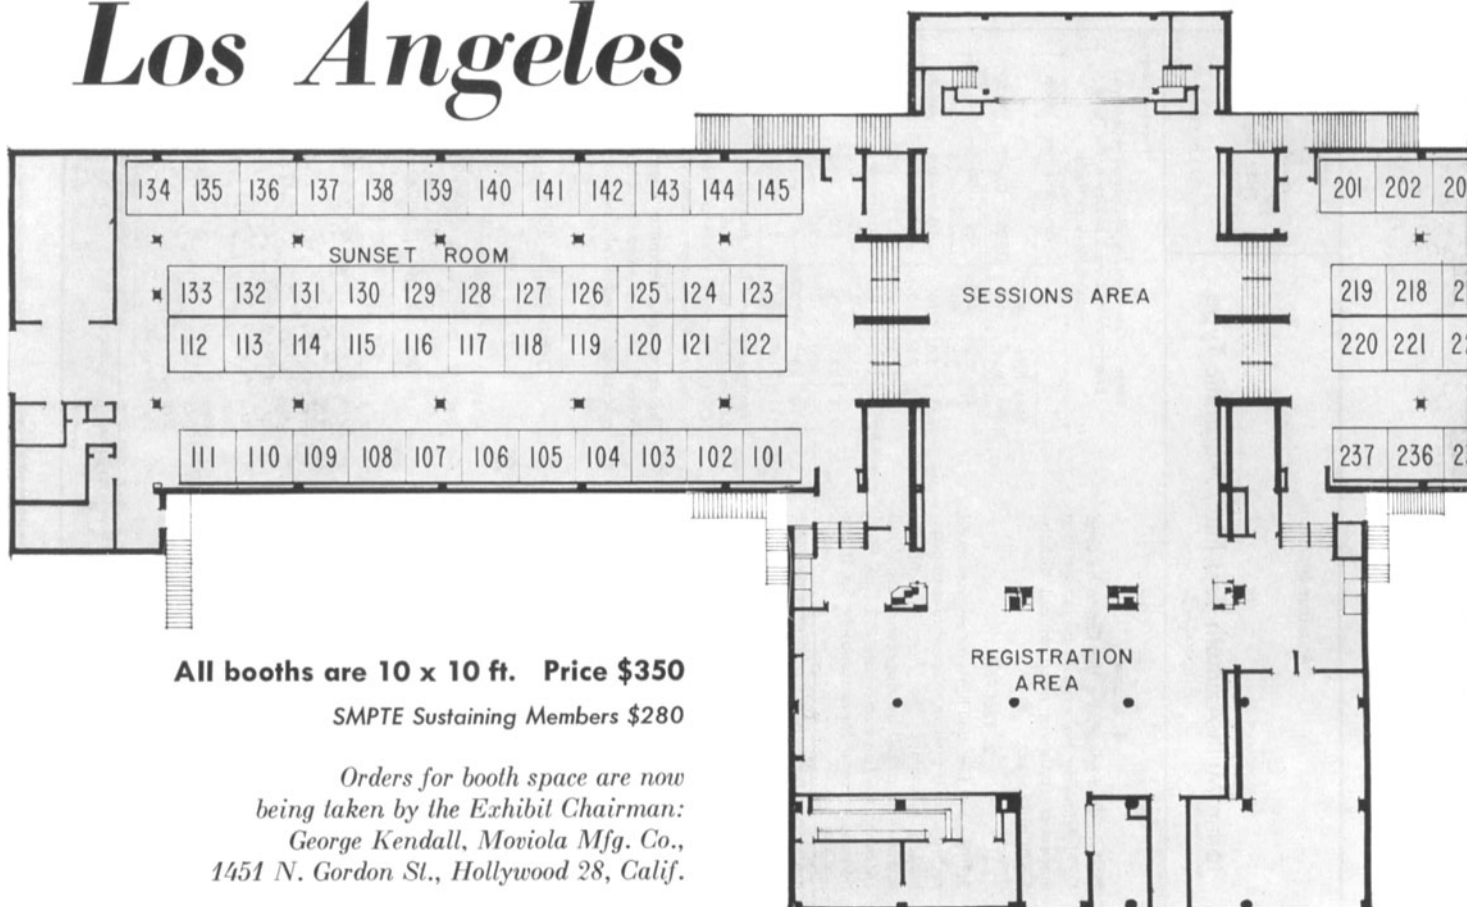 Los Angeles
134 135 136 137 138 139 140 141 142 143 144 145
201 202
SUNSET ROOM
133 132 131 130 129 128 127 126 125 124 123
SESSIONS AREA
219 218
112 113 114 115 116 117 118 119 120 121 122
220 221
111 110 109 108 107 106 105 104 103 102 101
237 236
REGISTRATION
AREA
All booths are 10 x 10 ft. Price $350
SMPTE Sustaining Members $280
Orders for booth space are now
being taken by the Exhibit Chairman:
George Kendall, Moviola Mfg. Co.,
1451 N. Gordon St., Hollywood 28, Calif.